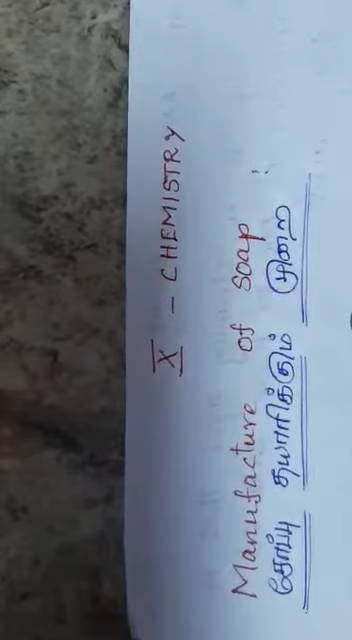 X - CHEMISTRY
Manufacture of soap :
சோப்பு தயாரிக்கும் முறை